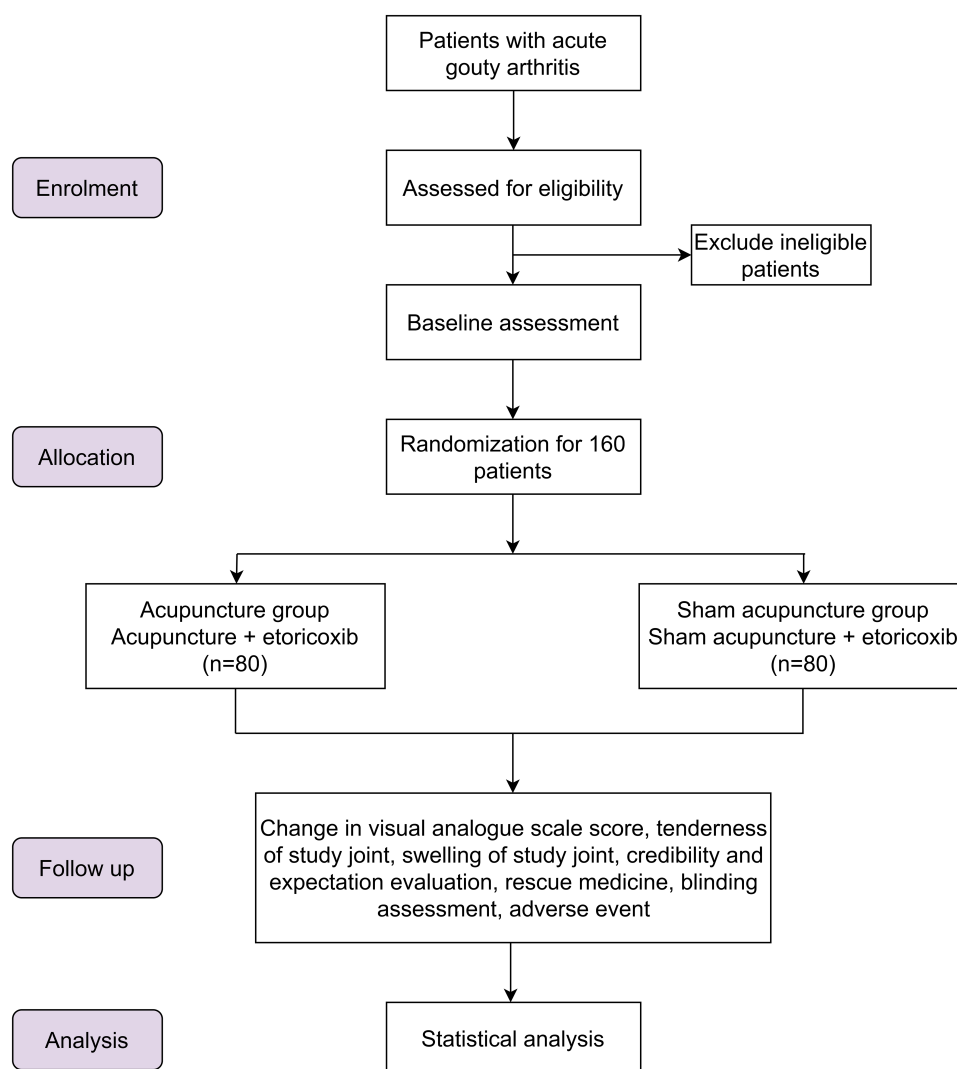 Patients with acute
gouty arthritis
Enrolment
Assessed for eligibility
Exclude ineligible
patients
Baseline assessment
Allocation
Randomization for 160
patients
Acupuncture group
Acupuncture + etoricoxib
(n=80)
Sham acupuncture group
Sham acupuncture + etoricoxib
(n=80)
Follow up
Change in visual analogue scale score, tenderness
of study joint, swelling of study joint, credibility and
expectation evaluation, rescue medicine, blinding
assessment, adverse event
Analysis
Statistical analysis